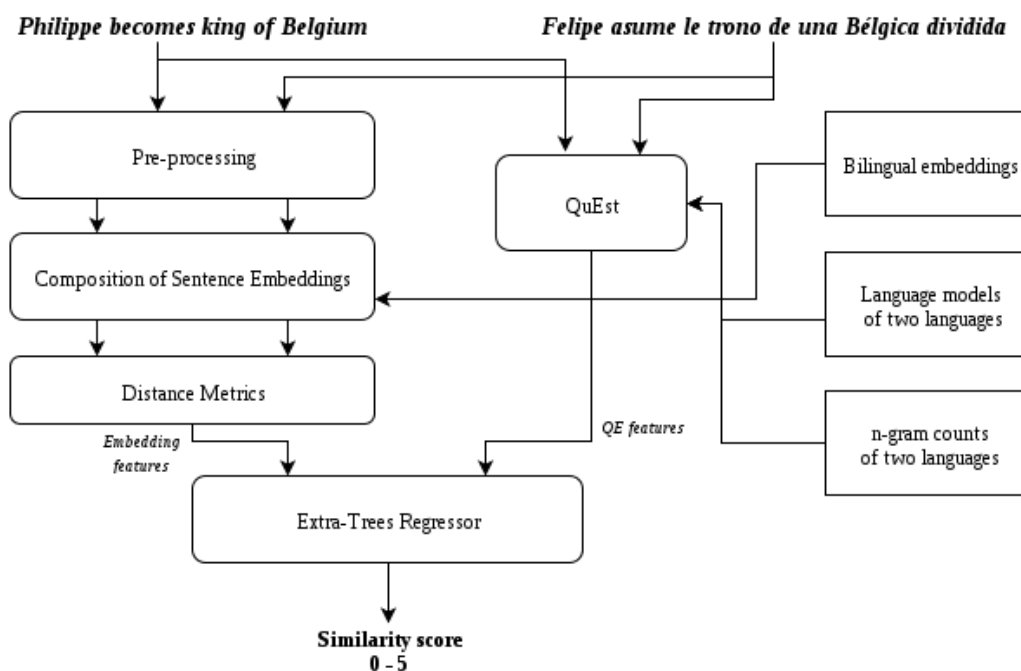 Philippe becomes king of Belgium
Felipe asume le trono de una Bélgica dividida
Pre-processing
QuEst
Bilingual embeddings
Composition of Sentence Embeddings
Language models
of two languages
Distance Metrics
Embedding
features
QE features
n-gram counts
of two languages
Extra-Trees Regressor
Similarity score
0 - 5